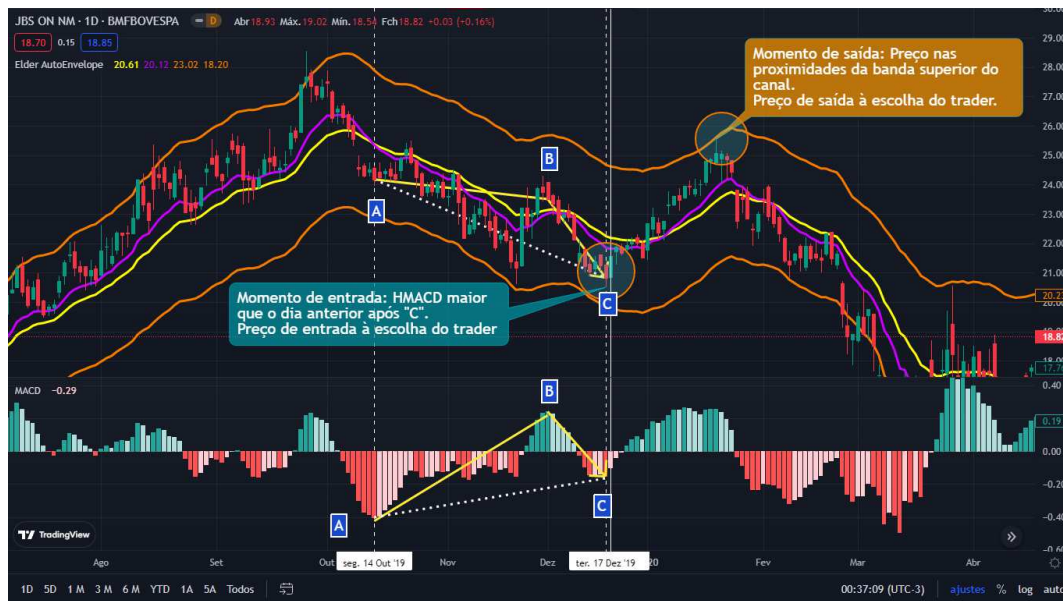 JBS ON NM · 1D · BMFBOVESPA D Abr18.93 Máx.19.02 Mín.18.54 Fch18.82 +0.03 (+0.16%)
18.70 0.15 18.85
Elder AutoEnvelope 20.61 20.12 23.02 18.20
Momento de saída: Preço nas
proximidades da banda superior do
canal.
Preço de saída à escolha do trader.
29.00
28.00
27.00
26.00
25.00
24.00
23.00
22.00
21.00
B
A
C
Momento de entrada: HMACD maior
que o dia anterior após "C".
Preço de entrada à escolha do trader
18.82
MACD -0.29
0.40
0.19
0.00
B
A
C
TradingView
Ago Set Out seg. 14 Out '19 Nov Dez ter. 17 Dez '19 20 Fev Mar Abr
1D 5D 1M 3M 6M YTD 1A 5A Todos 00:37:09 (UTC-3) ajustes % log auto